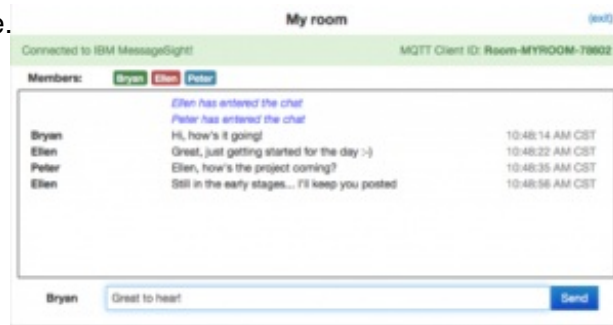 e.
My room (exit)
Connected to IBM MessageSight! MQTT Client ID: Room-MYROOM-78602
Members: Bryan Ellen Peter
Ellen has entered the chat
Peter has entered the chat
Bryan Hi, how's it going! 10:48:14 AM CST
Ellen Great, just getting started for the day :-) 10:48:22 AM CST
Peter Ellen, how's the project coming? 10:48:35 AM CST
Ellen Still in the early stages... I'll keep you posted 10:48:56 AM CST
Bryan Great to hear! Send